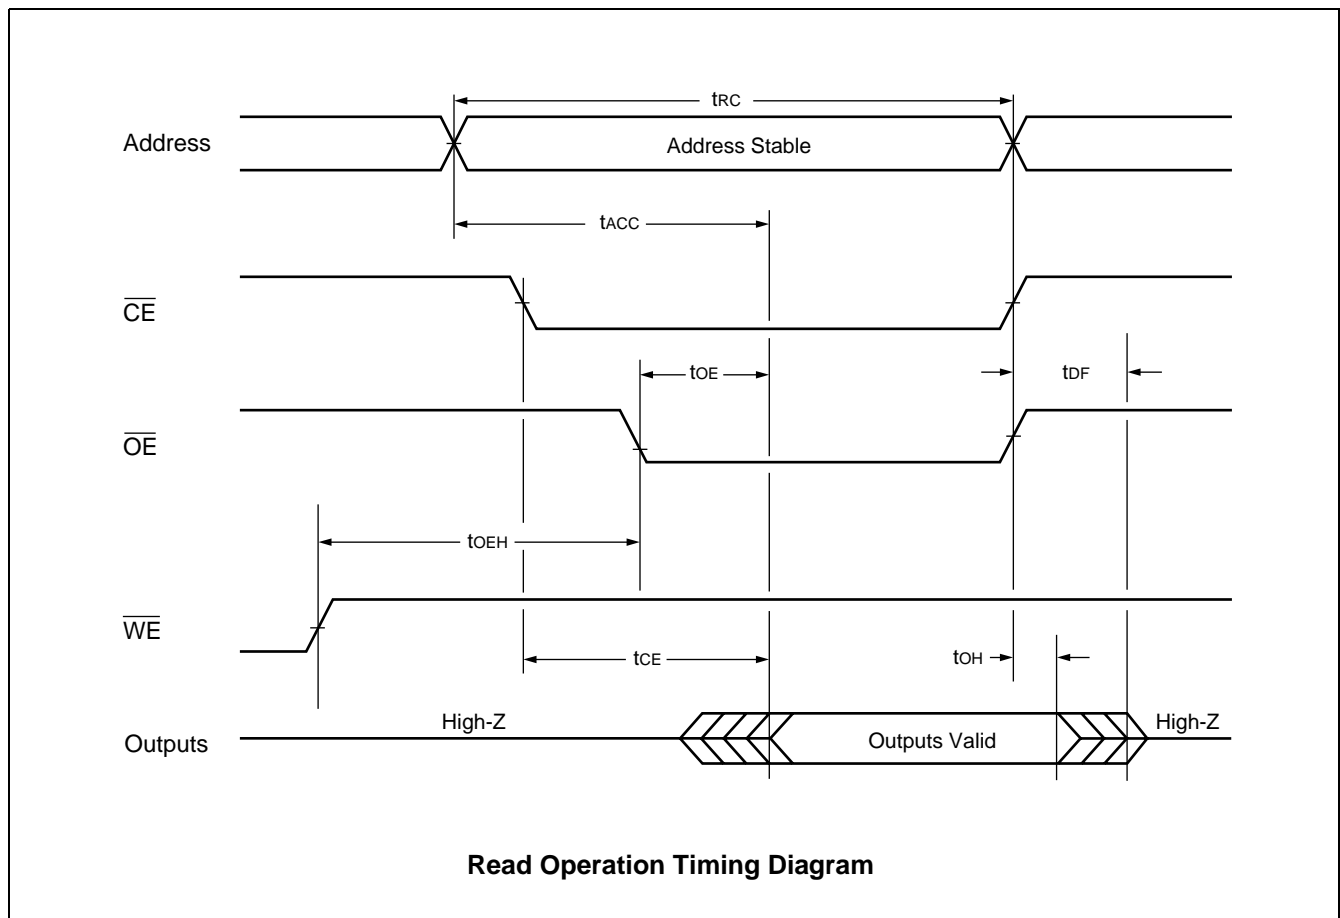 tRC
Address
Address Stable
tACC
CE
tOE
tDF
OE
tOEH
WE
tCE
tOH
High-Z
High-Z
Outputs
Outputs Valid
Read Operation Timing Diagram